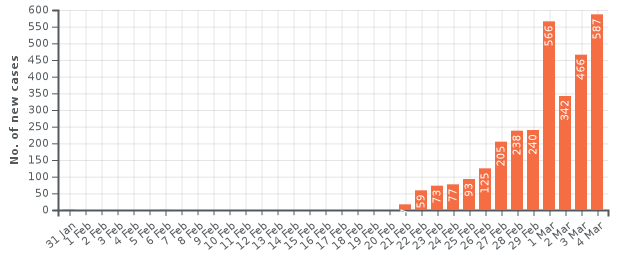 600
550
500
450
400
350
300
250
200
150
100
50
0
No. of new cases
59
73
77
93
125
205
238
240
566
342
466
587
31 Jan
1 Feb
2 Feb
3 Feb
4 Feb
5 Feb
6 Feb
7 Feb
8 Feb
9 Feb
10 Feb
11 Feb
12 Feb
13 Feb
14 Feb
15 Feb
16 Feb
17 Feb
18 Feb
19 Feb
20 Feb
21 Feb
22 Feb
23 Feb
24 Feb
25 Feb
26 Feb
27 Feb
28 Feb
29 Feb
1 Mar
2 Mar
3 Mar
4 Mar